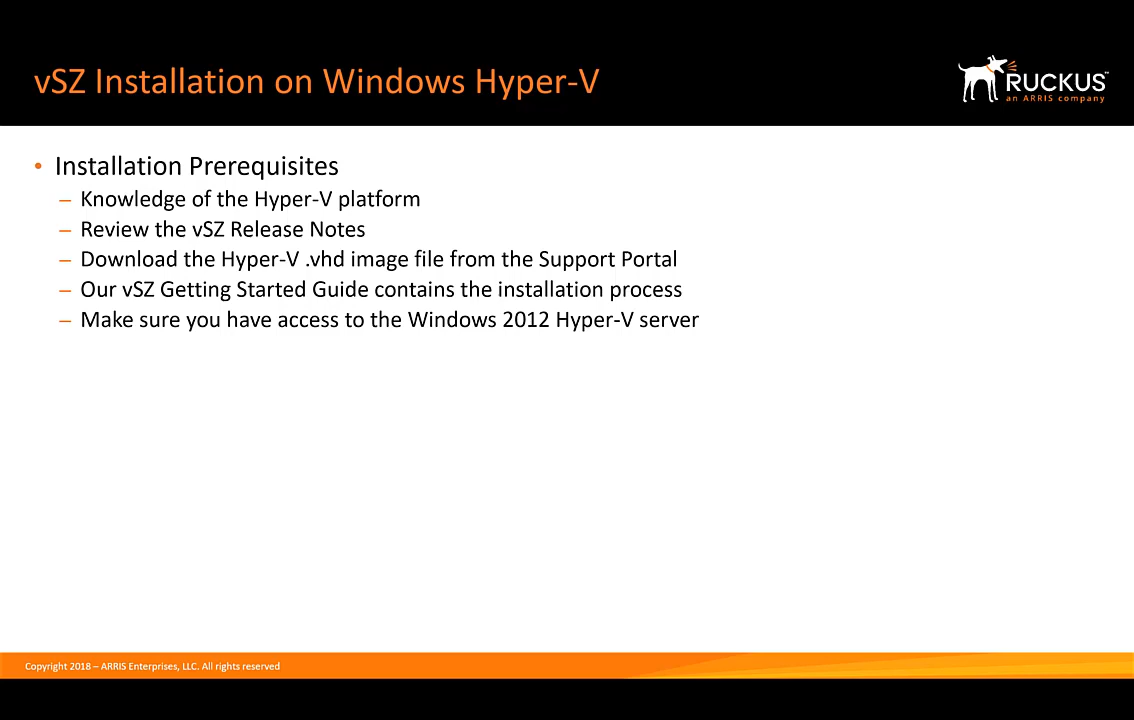 vSZ Installation on Windows Hyper-V
RUCKUS™
an ARRIS company
• Installation Prerequisites
– Knowledge of the Hyper-V platform
– Review the vSZ Release Notes
– Download the Hyper-V .vhd image file from the Support Portal
– Our vSZ Getting Started Guide contains the installation process
– Make sure you have access to the Windows 2012 Hyper-V server
Copyright 2018 – ARRIS Enterprises, LLC. All rights reserved